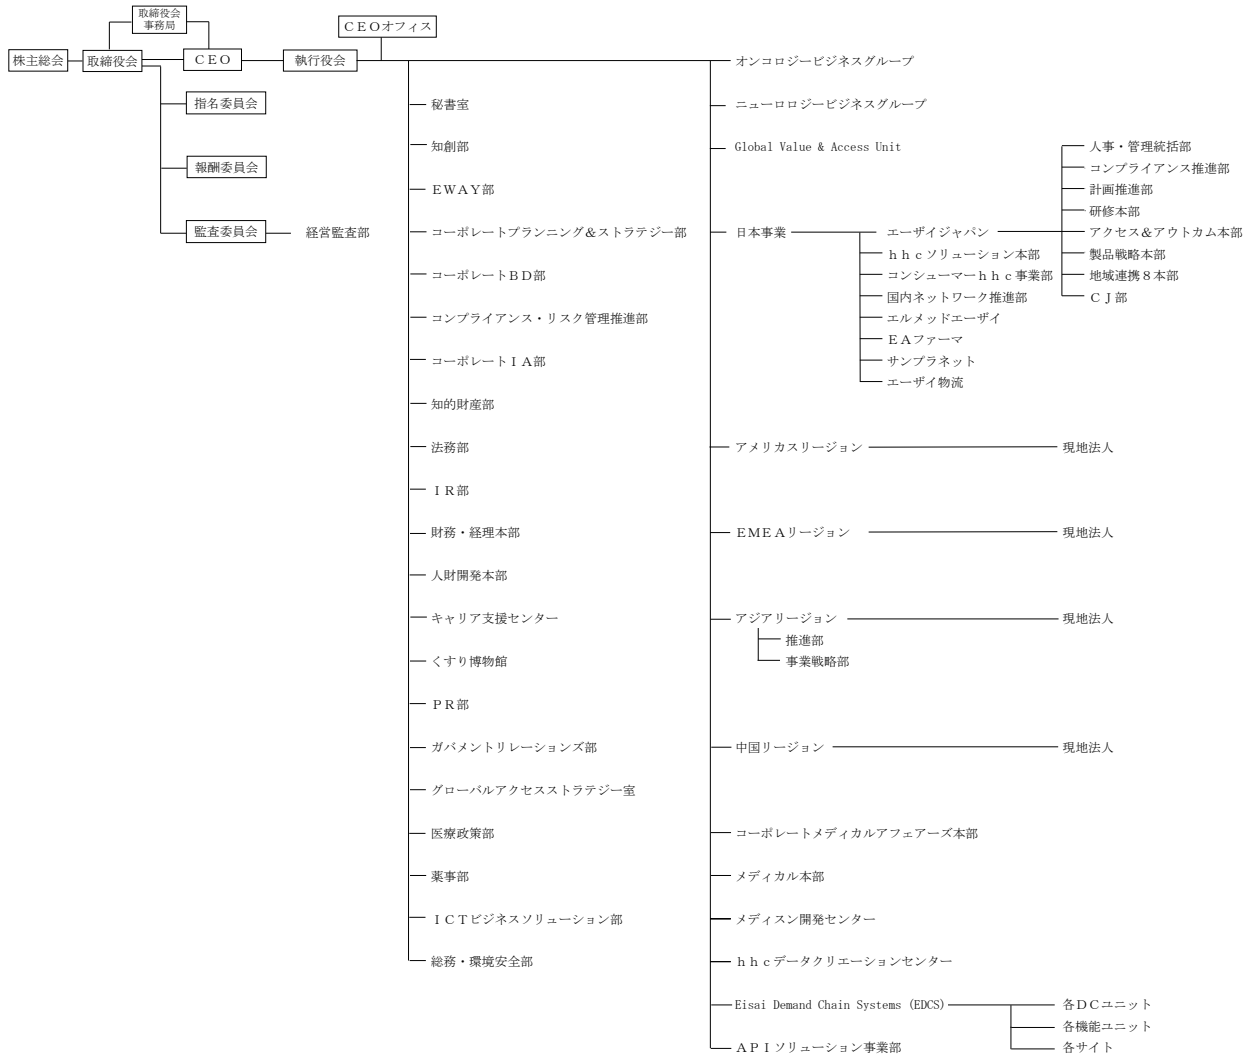 取締役会
事務局
CEOオフィス
株主総会
取締役会
CEO
執行役会
指名委員会
報酬委員会
監査委員会
経営監査部
秘書室
知創部
EWAY部
コーポレートプランニング&ストラテジー部
コーポレートBD部
コンプライアンス・リスク管理推進部
コーポレートIA部
知的財産部
法務部
IR部
財務・経理本部
人財開発本部
キャリア支援センター
くすり博物館
PR部
ガバメントリレーションズ部
グローバルアクセスストラテジー室
医療政策部
薬事部
ICTビジネスソリューション部
総務・環境安全部
オンコロジービジネスグループ
ニューロロジービジネスグループ
Global Value & Access Unit
日本事業
エーザイジャパン
hhcソリューション本部
コンシューマーhhc事業部
国内ネットワーク推進部
エルメッドエーザイ
EAファーマ
サンプラネット
エーザイ物流
人事・管理統括部
コンプライアンス推進部
計画推進部
研修本部
アクセス&アウトカム本部
製品戦略本部
地域連携8本部
CJ部
アメリカスリージョン
現地法人
EMEAリージョン
現地法人
アジアリージョン
現地法人
推進部
事業戦略部
中国リージョン
現地法人
コーポレートメディカルアフェアーズ本部
メディカル本部
メディスン開発センター
hhcデータクリエーションセンター
Eisai Demand Chain Systems (EDCS)
各DCユニット
各機能ユニット
各サイト
APIソリューション事業部